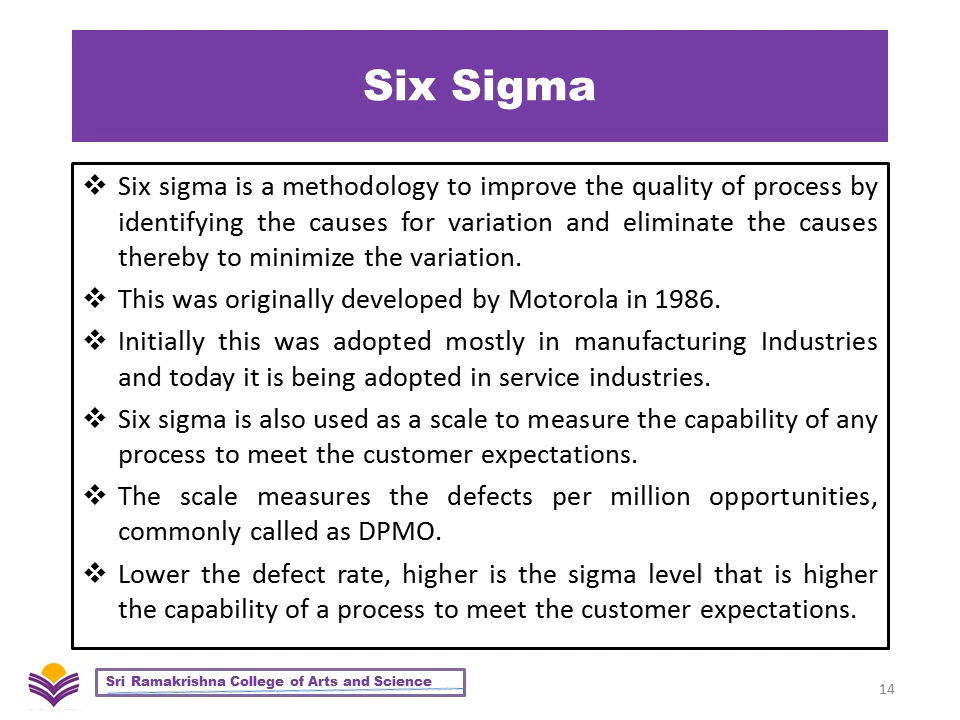 Six Sigma
❖ Six sigma is a methodology to improve the quality of process by
identifying the causes for variation and eliminate the causes
thereby to minimize the variation.
❖ This was originally developed by Motorola in 1986.
❖ Initially this was adopted mostly in manufacturing Industries
and today it is being adopted in service industries.
❖ Six sigma is also used as a scale to measure the capability of any
process to meet the customer expectations.
❖ The scale measures the defects per million opportunities,
commonly called as DPMO.
❖ Lower the defect rate, higher is the sigma level that is higher
the capability of a process to meet the customer expectations.
Sri Ramakrishna College of Arts and Science
14